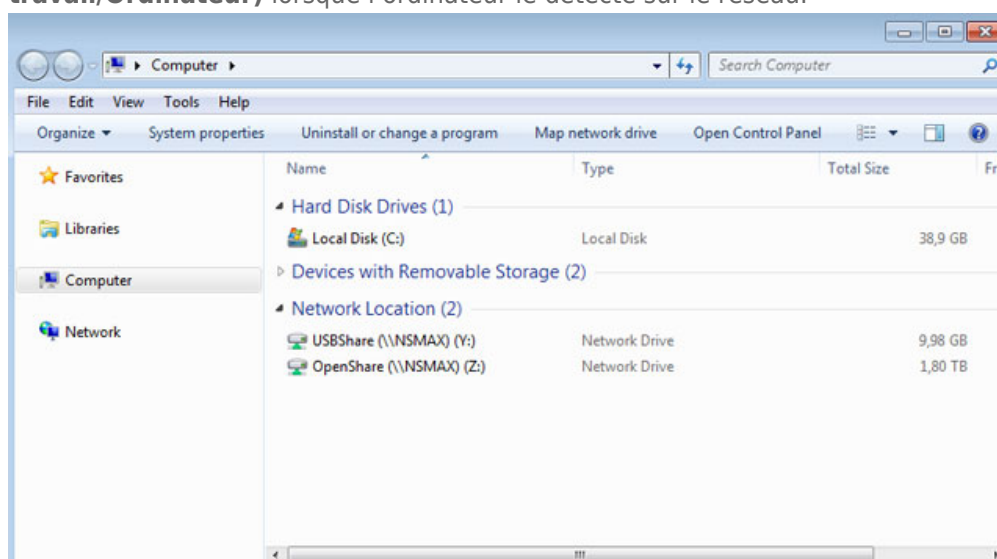 travail/Ordinateur) lorsque l'ordinateur le détecte sur le réseau.
Computer
Search Computer
File Edit View Tools Help
Organize System properties Uninstall or change a program Map network drive Open Control Panel
Favorites
Libraries
Computer
Network
Name Type Total Size Fr
Hard Disk Drives (1)
Local Disk (C:) Local Disk 38,9 GB
Devices with Removable Storage (2)
Network Location (2)
USBShare (\\NSMAX) (Y:) Network Drive 9,98 GB
OpenShare (\\NSMAX) (Z:) Network Drive 1,80 TB